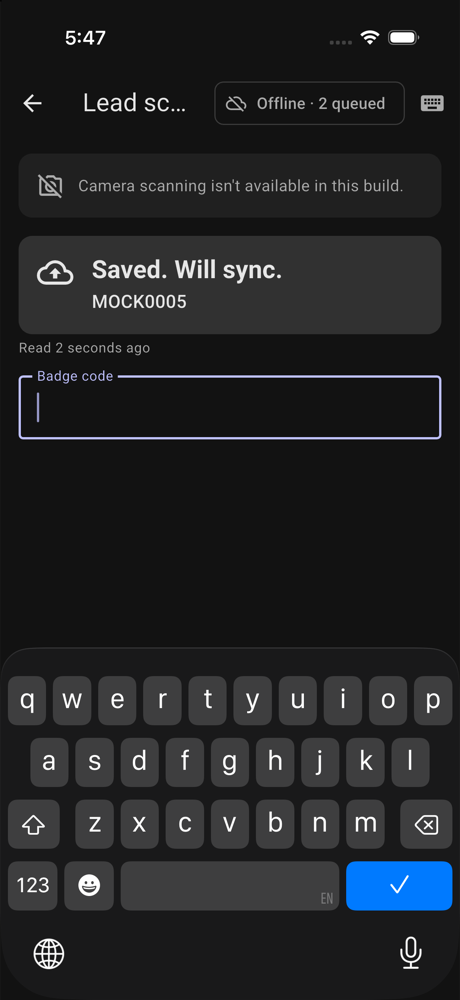 5:47
Lead sc...
Offline · 2 queued
Camera scanning isn't available in this build.
Saved. Will sync.
MOCK0005
Read 2 seconds ago
Badge code
q w e r t y u i o p
a s d f g h j k l
z x c v b n m
123
EN